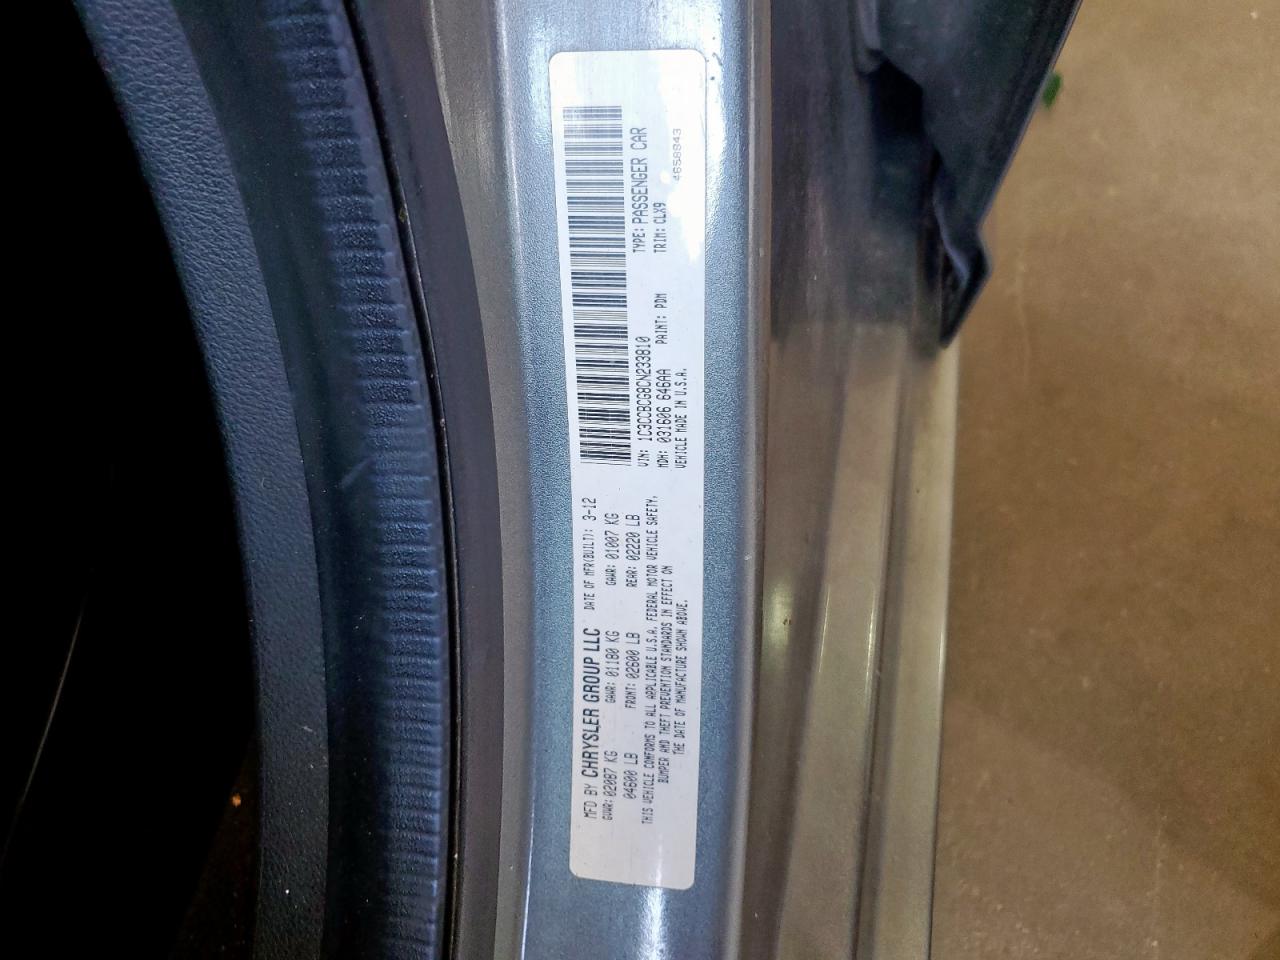 MFD BY CHRYSLER GROUP LLC DATE OF MFR(BUILT): 3-12
GVWR: 02087 KG GAWR: 01180 KG GAWR: 01007 KG
04600 LB FRONT: 02600 LB REAR: 02220 LB
THIS VEHICLE CONFORMS TO ALL APPLICABLE U.S.A. FEDERAL MOTOR VEHICLE SAFETY,
BUMPER AND THEFT PREVENTION STANDARDS IN EFFECT ON
THE DATE OF MANUFACTURE SHOWN ABOVE.
VIN: 1C3CCBCG8CN233810 TYPE: PASSENGER CAR
MDH: 031606 646AA PAINT: PDM TRIM: CLX9
VEHICLE MADE IN U.S.A. 4658843